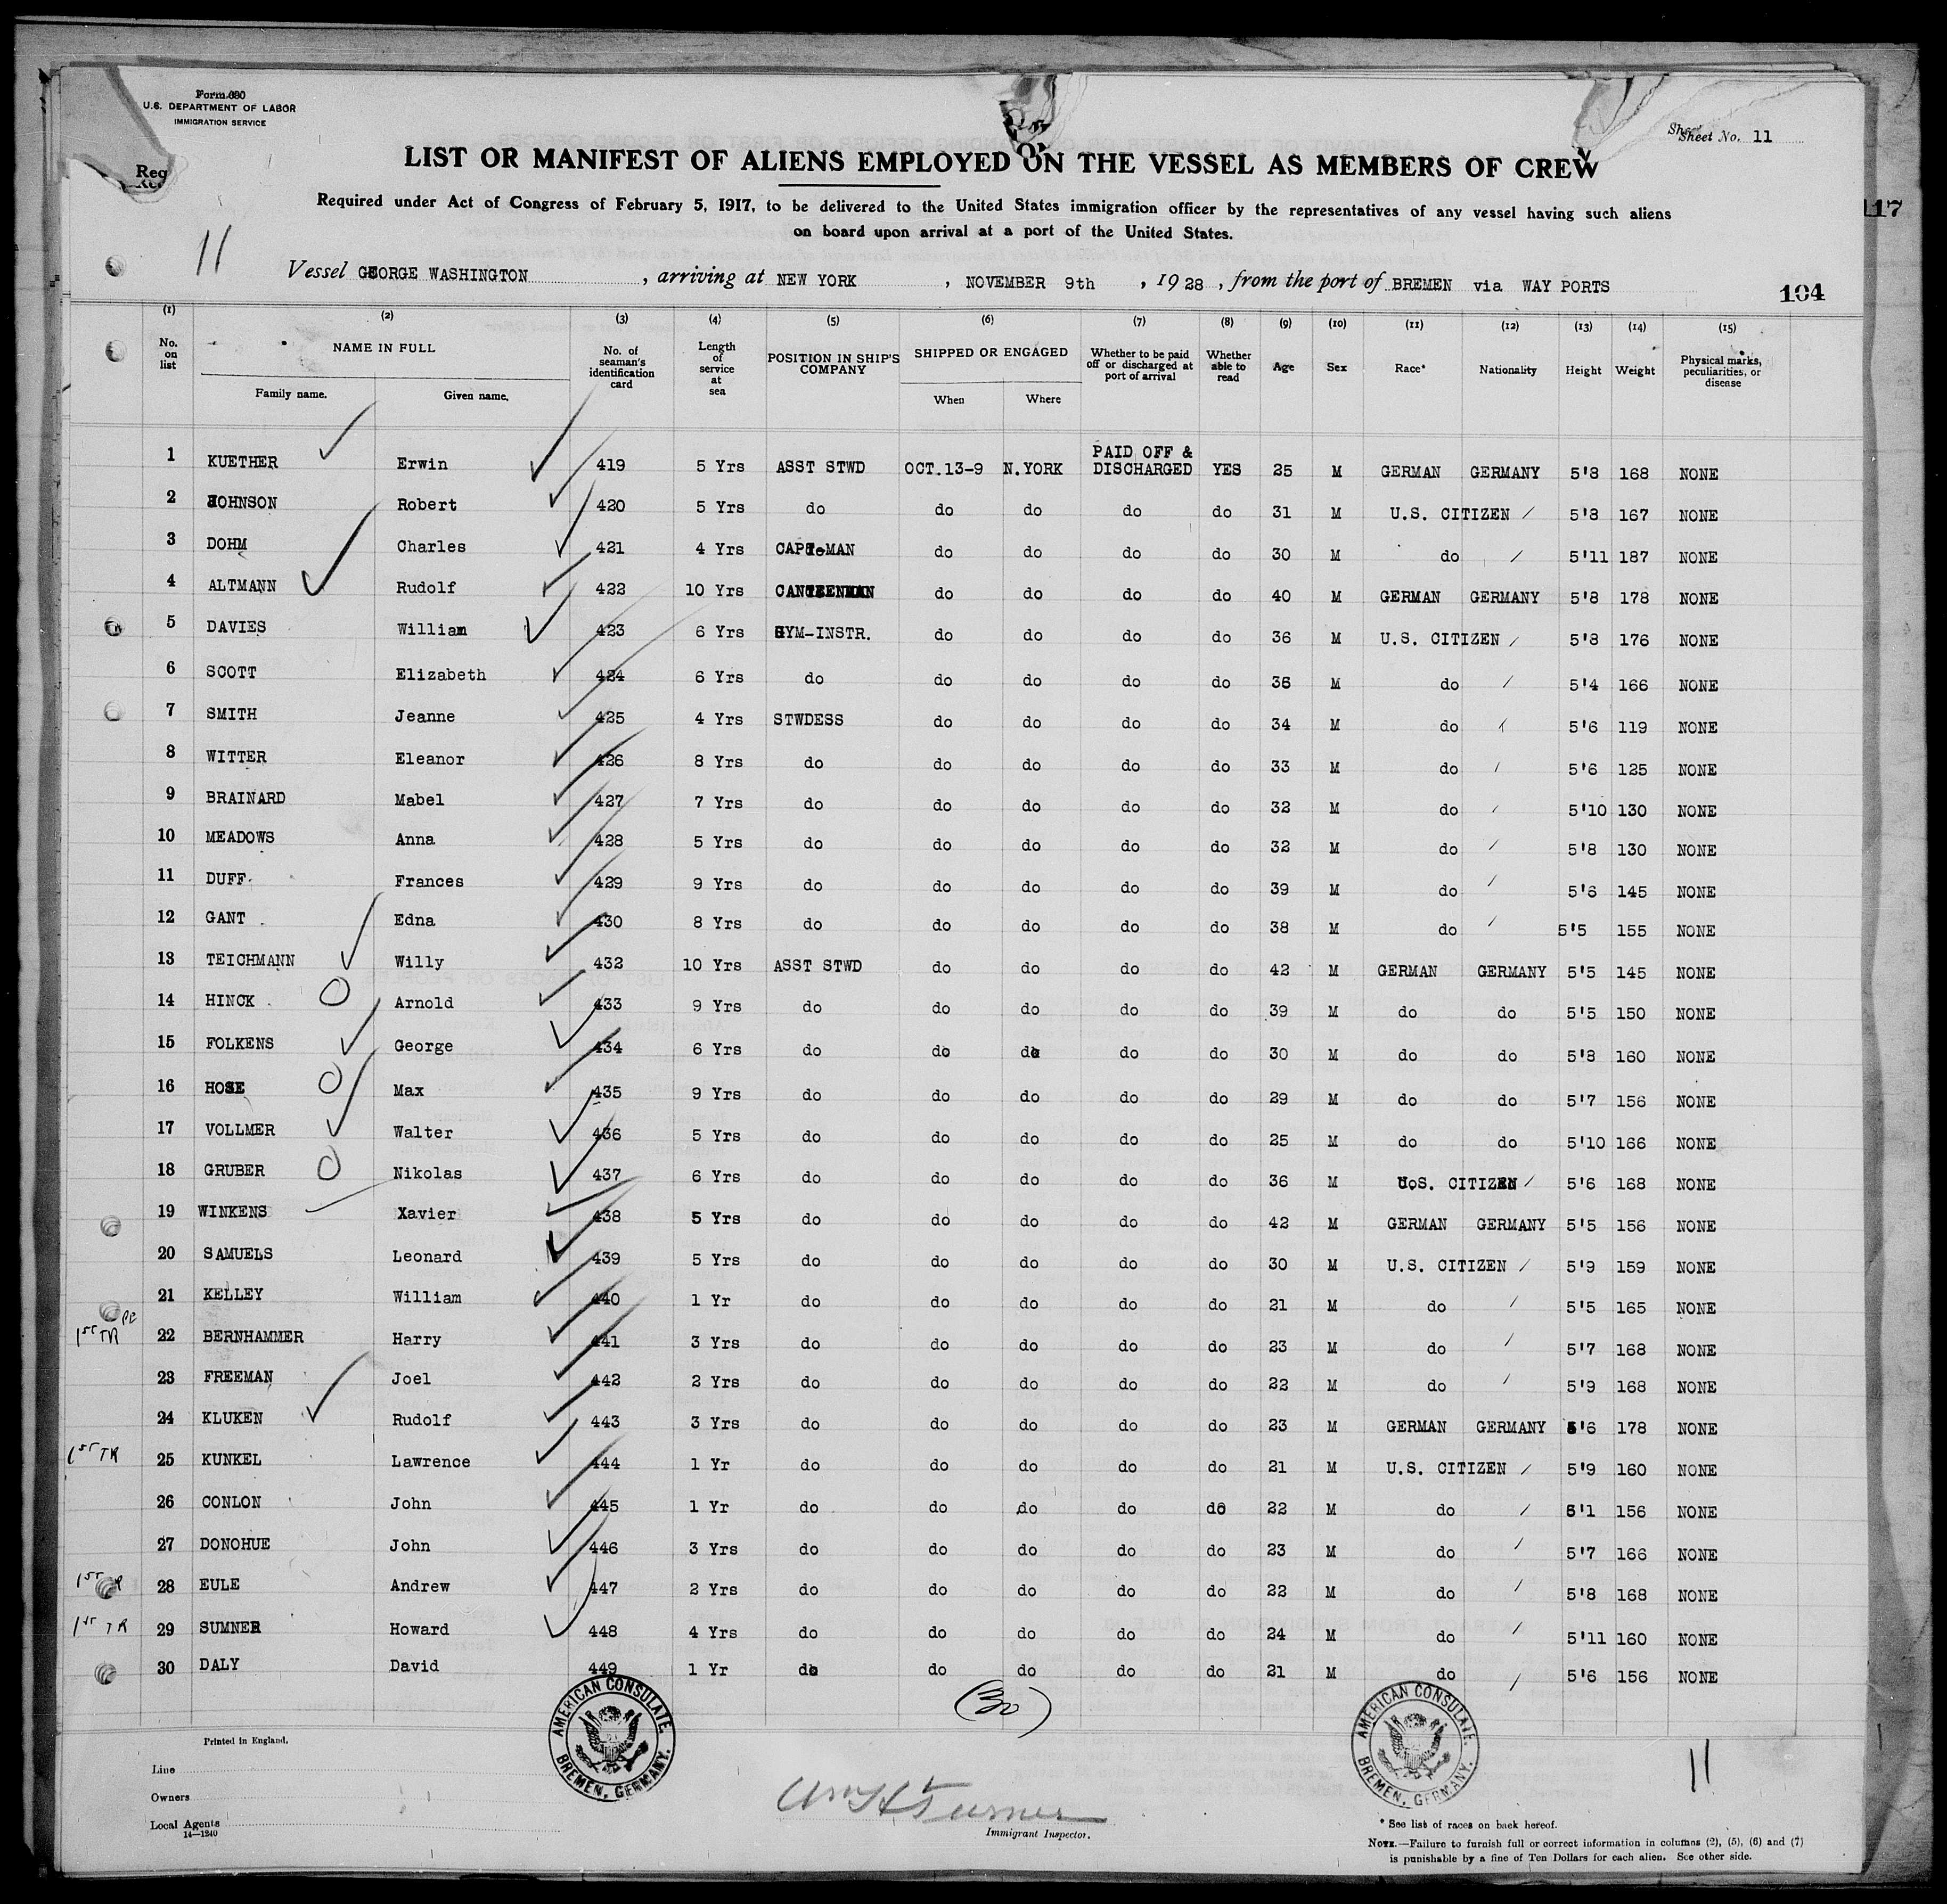 Form 680
U.S. DEPARTMENT OF LABOR
IMMIGRATION SERVICE
Sheet No. 11
Req
LIST OR MANIFEST OF ALIENS EMPLOYED ON THE VESSEL AS MEMBERS OF CREW
Required under Act of Congress of February 5, 1917, to be delivered to the United States immigration officer by the representatives of any vessel having such aliens
on board upon arrival at a port of the United States.
117
11
Vessel GEORGE WASHINGTON, arriving at NEW YORK, NOVEMBER 9th, 1928, from the port of BREMEN via WAY PORTS
104
(1) (2) (3) (4) (5) (6) (7) (8) (9) (10) (11) (12) (13) (14) (15)
No. on list NAME IN FULL Family name. Given name. No. of seaman's identification card Length of service at sea POSITION IN SHIP'S COMPANY SHIPPED OR ENGAGED When Where Whether to be paid off or discharged at port of arrival Whether able to read Age Sex Race* Nationality Height Weight Physical marks, peculiarities, or disease
1 KUETHER Erwin 419 5 Yrs ASST STWD OCT.13-9 N.YORK PAID OFF & DISCHARGED YES 25 M GERMAN GERMANY 5'8 168 NONE
2 JOHNSON Robert 420 5 Yrs do do do do do 31 M U.S. CITIZEN 5'8 167 NONE
3 DOHM Charles 421 4 Yrs do do do do 30 M do 5'11 187 NONE
4 ALTMANN Rudolf 422 10 Yrs CANTEENMAN do do do do 40 M GERMAN GERMANY 5'8 178 NONE
5 DAVIES William 423 6 Yrs GYM-INSTR. do do do do 36 M U.S. CITIZEN 5'8 176 NONE
6 SCOTT Elizabeth 424 6 Yrs do do do do do 36 M do 5'4 166 NONE
7 SMITH Jeanne 425 4 Yrs STWDESS do do do do 34 M do 5'6 119 NONE
8 WITTER Eleanor 426 8 Yrs do do do do do 33 M do 5'6 125 NONE
9 BRAINARD Mabel 427 7 Yrs do do do do do 32 M do 5'10 130 NONE
10 MEADOWS Anna 428 5 Yrs do do do do do 32 M do 5'8 130 NONE
11 DUFF Frances 429 9 Yrs do do do do do 39 M do 5'6 145 NONE
12 GANT Edna 430 8 Yrs do do do do do 38 M do 5'5 155 NONE
13 TEICHMANN Willy 432 10 Yrs ASST STWD do do do do 42 M GERMAN GERMANY 5'5 145 NONE
14 HINCK Arnold 433 9 Yrs do do do do do 39 M do do 5'5 150 NONE
15 FOLKENS George 434 6 Yrs do do do do do 30 M do do 5'8 160 NONE
16 HOSE Max 435 9 Yrs do do do do do 29 M do do 5'7 156 NONE
17 VOLLMER Walter 436 5 Yrs do do do do do 25 M do do 5'10 166 NONE
18 GRUBER Nikolas 437 6 Yrs do do do do do 36 M U.S. CITIZEN 5'6 168 NONE
19 WINKENS Xavier 438 5 Yrs do do do do do 42 M GERMAN GERMANY 5'5 156 NONE
20 SAMUELS Leonard 439 5 Yrs do do do do do 30 M U.S. CITIZEN 5'9 159 NONE
21 KELLEY William 440 1 Yr do do do do do 21 M do 5'5 165 NONE
1st TR 22 BERNHAMMER Harry 441 3 Yrs do do do do do 23 M do 5'7 168 NONE
23 FREEMAN Joel 442 2 Yrs do do do do do 22 M do 5'9 168 NONE
24 KLUKEN Rudolf 443 3 Yrs do do do do do 23 M GERMAN GERMANY 5'6 178 NONE
1st TR 25 KUNKEL Lawrence 444 1 Yr do do do do do 21 M U.S. CITIZEN 5'9 160 NONE
26 CONLON John 445 1 Yr do do do do do 22 M do 6'1 156 NONE
27 DONOHUE John 446 3 Yrs do do do do do 23 M do 5'7 166 NONE
1st 28 EULE Andrew 447 2 Yrs do do do do do 22 M do 5'8 168 NONE
1st TR 29 SUMNER Howard 448 4 Yrs do do do do do 24 M do 5'11 160 NONE
30 DALY David 449 1 Yr do do do do do 21 M do 5'6 156 NONE
(30)
AMERICAN CONSULATE. BREMEN, GERMANY.
AMERICAN CONSULATE. BREMEN, GERMANY.
Printed in England.
Line
Owners
Local Agents
14—1240
Wm H Turner
Immigrant Inspector.
11
* See list of races on back hereof.
NOTE.—Failure to furnish full or correct information in columns (2), (5), (6) and (7)
is punishable by a fine of Ten Dollars for each alien. See other side.